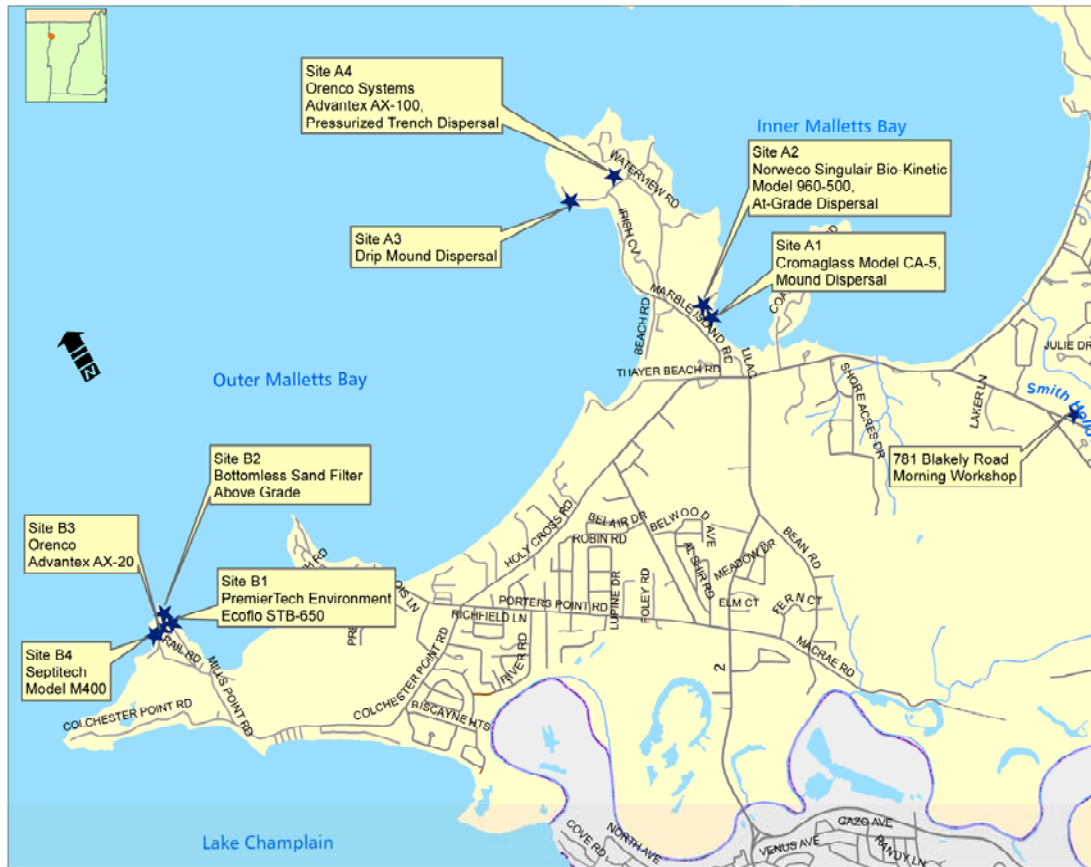 Site A4
Orenco Systems
Advantex AX-100,
Pressurized Trench Dispersal
Inner Malletts Bay
Site A2
Norweco Singulair Bio-Kinetic
Model 960-500,
At-Grade Dispersal
WATERVIEW RD
Site A3
Drip Mound Dispersal
Site A1
Cromaglass Model CA-5,
Mound Dispersal
MARBLE ISLAND RD
BEACH RD
LILAC
THAYER BEACH RD
JULIE DR
N
Outer Malletts Bay
SHORE ACRES DR
LAKER LN
Smith
781 Blakely Road
Morning Workshop
Site B2
Bottomless Sand Filter
Above Grade
Site B3
Orenco
Advantex AX-20
HOLY CROSS RD
BELAIR DR
BELWOOD
AVE
ROBIN RD
MEADOW DR
BEAN RD
Site B1
PremierTech Environment
Ecoflo STB-650
PORTERS POINT RD
RICHFIELD LN
LUPINE DR
FOLEY RD
ELM CT
FERN CT
Site B4
Septitech
Model M400
RAIL RD
MILLS POINT RD
RIVER RD
MACRAE RD
2
COLCHESTER POINT RD
COLCHESTER POINT RD
BISCAYNE HTS
Lake Champlain
COVE RD
NORTH AVE
VENUS AVE
GAZO AVE
RANDY LN